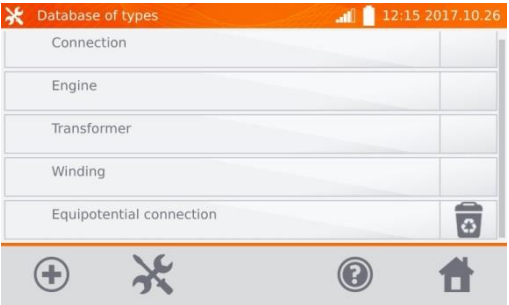 Database of types
12:15 2017.10.26
Connection
Engine
Transformer
Winding
Equipotential connection